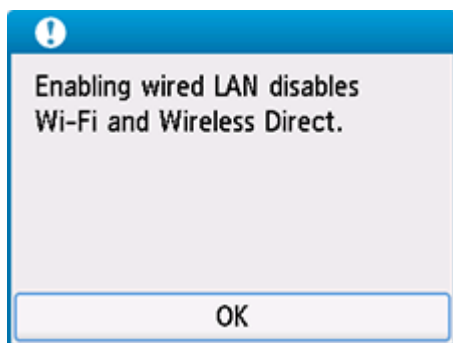 Enabling wired LAN disables
Wi-Fi and Wireless Direct.
OK